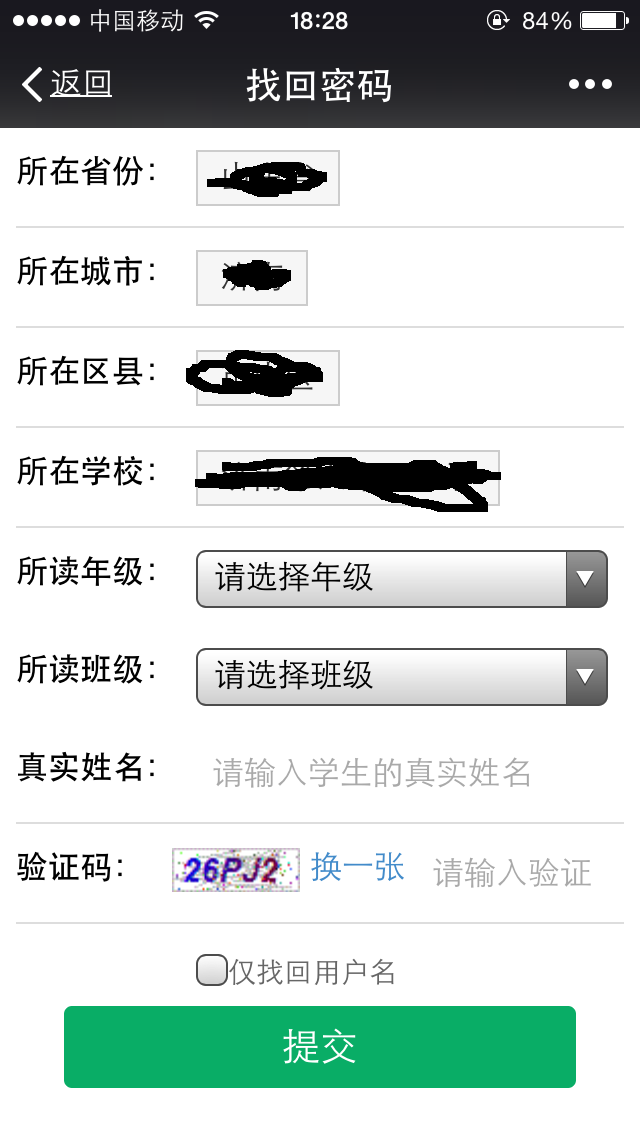 中国移动 18:28 84%
返回 找回密码
所在省份：
所在城市：
所在区县：
所在学校：
所读年级： 请选择年级
所读班级： 请选择班级
真实姓名： 请输入学生的真实姓名
验证码： 26PJ2 换一张 请输入验证
仅找回用户名
提交